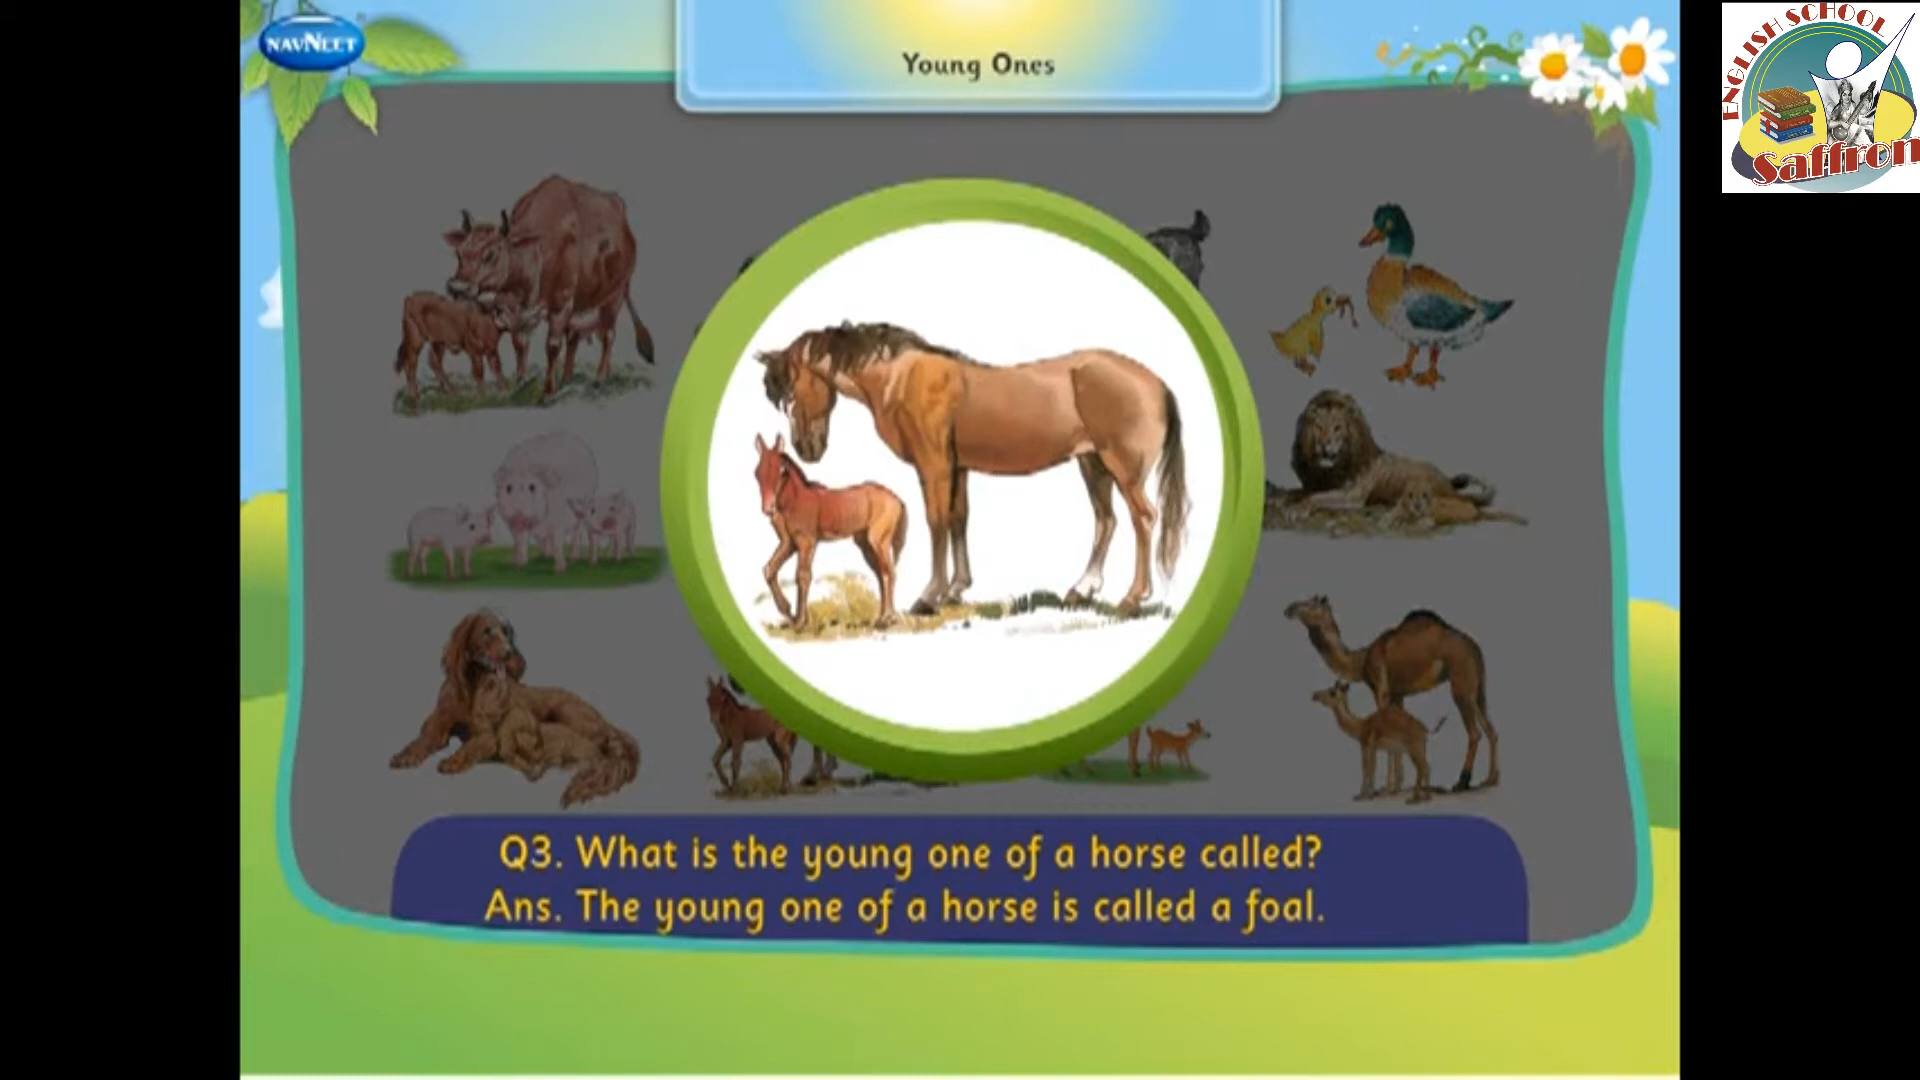 NAVNEET
Young Ones
ENGLISH SCHOOL
Saffron
Q3. What is the young one of a horse called?
Ans. The young one of a horse is called a foal.